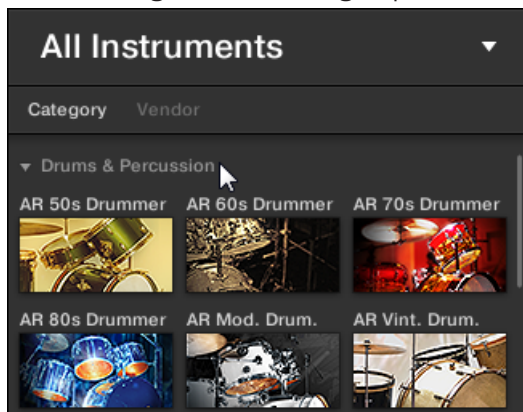 All Instruments
Category Vendor
Drums & Percussion
AR 50s Drummer AR 60s Drummer AR 70s Drummer
AR 80s Drummer AR Mod. Drum. AR Vint. Drum.